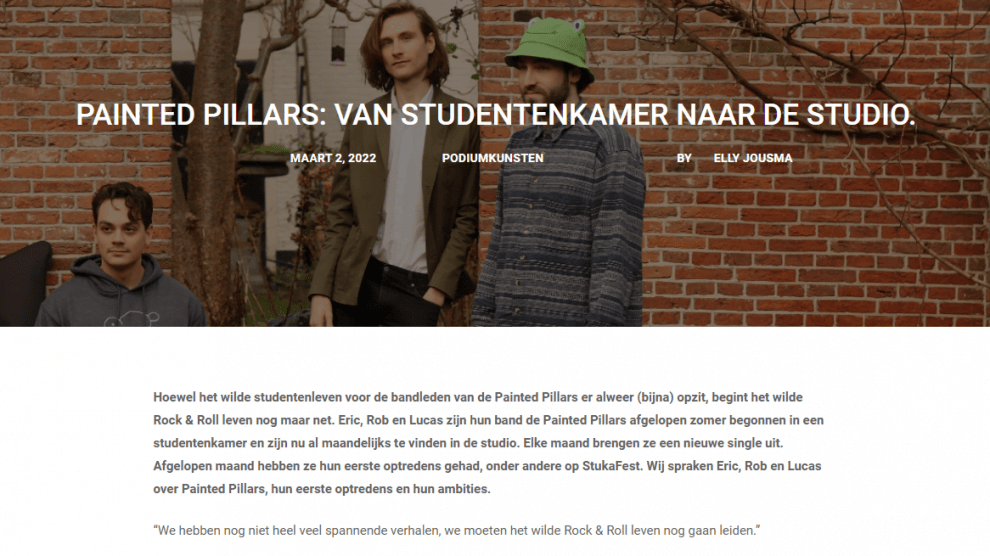 PAINTED PILLARS: VAN STUDENTENKAMER NAAR DE STUDIO.
MAART 2, 2022 PODIUMKUNSTEN BY ELLY JOUSMA
Hoewel het wilde studentenleven voor de bandleden van de Painted Pillars er alweer (bijna) opzit, begint het wilde
Rock & Roll leven nog maar net. Eric, Rob en Lucas zijn hun band de Painted Pillars afgelopen zomer begonnen in een
studentenkamer en zijn nu al maandelijks te vinden in de studio. Elke maand brengen ze een nieuwe single uit.
Afgelopen maand hebben ze hun eerste optredens gehad, onder andere op StukaFest. Wij spraken Eric, Rob en Lucas
over Painted Pillars, hun eerste optredens en hun ambities.
“We hebben nog niet heel veel spannende verhalen, we moeten het wilde Rock & Roll leven nog gaan leiden.”